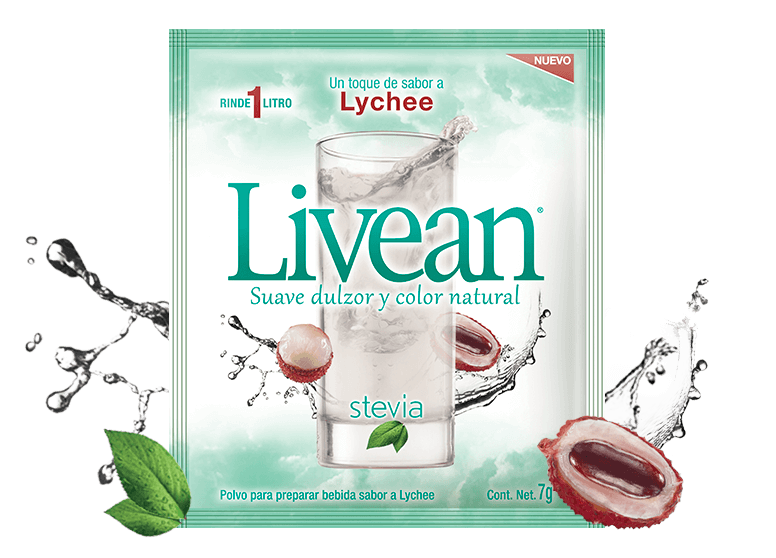 NUEVO
Un toque de sabor a
Lychee
RINDE 1 LITRO
Livean®
Suave dulzor y color natural
stevia
Polvo para preparar bebida sabor a Lychee
Cont. Net. 7g